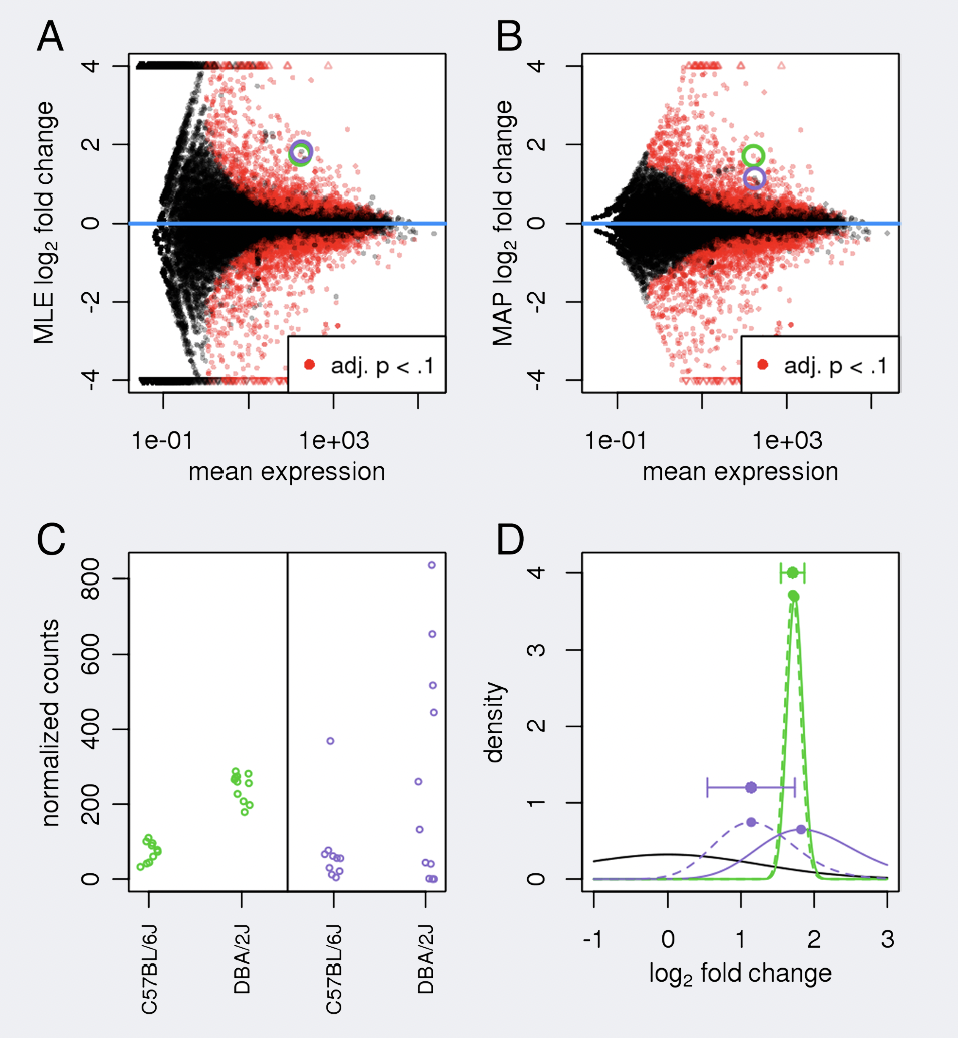 A
MLE log2 fold change
4
2
0
-2
-4
adj. p < .1
1e-01 1e+03
mean expression
B
MAP log2 fold change
4
2
0
-2
-4
adj. p < .1
1e-01 1e+03
mean expression
C
normalized counts
800
600
400
200
0
C57BL/6J
DBA/2J
C57BL/6J
DBA/2J
D
density
4
3
2
1
0
-1 0 1 2 3
log2 fold change